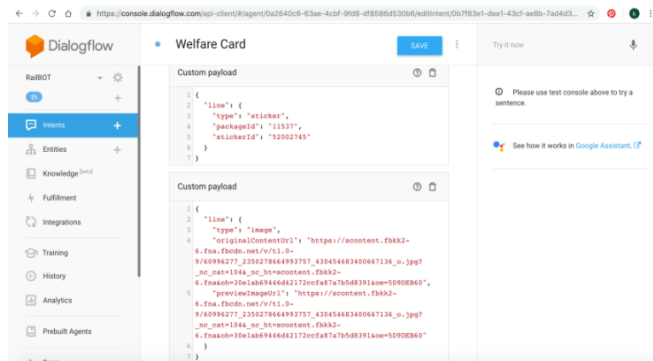 https://console.dialogflow.com/api-client/#/agent/0a2640c6-63ae-4cbf-9fd8-df8586d530b6/editIntent/0b7f83e1-dee1-43cf-ae8b-7ad4d3...
Dialogflow
Welfare Card
SAVE
Try it now
RailBOT
th
Intents
Entities
Knowledge [beta]
Fulfillment
Integrations
Training
History
Analytics
Prebuilt Agents
Custom payload
1 {
2 "line": {
3 "type": "sticker",
4 "packageId": "11537",
5 "stickerId": "52002745"
6 }
7 }
Custom payload
1 {
2 "line": {
3 "type": "image",
4 "originalContentUrl": "https://scontent.fbkk2-
6.fna.fbcdn.net/v/t1.0-
9/60996277_2350278664993757_430454683400667136_o.jpg?
_nc_cat=104&_nc_ht=scontent.fbkk2-
6.fna&oh=30e1ab69446d42172ccfa87a7b5d8391&oe=5D9DEB60",
5 "previewImageUrl": "https://scontent.fbkk2-
6.fna.fbcdn.net/v/t1.0-
9/60996277_2350278664993757_430454683400667136_o.jpg?
_nc_cat=104&_nc_ht=scontent.fbkk2-
6.fna&oh=30e1ab69446d42172ccfa87a7b5d8391&oe=5D9DEB60"
6 }
7 }
Please use test console above to try a
sentence.
See how it works in Google Assistant.